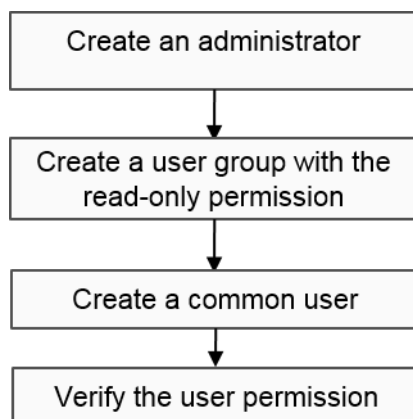 Create an administrator
Create a user group with the
read-only permission
Create a common user
Verify the user permission